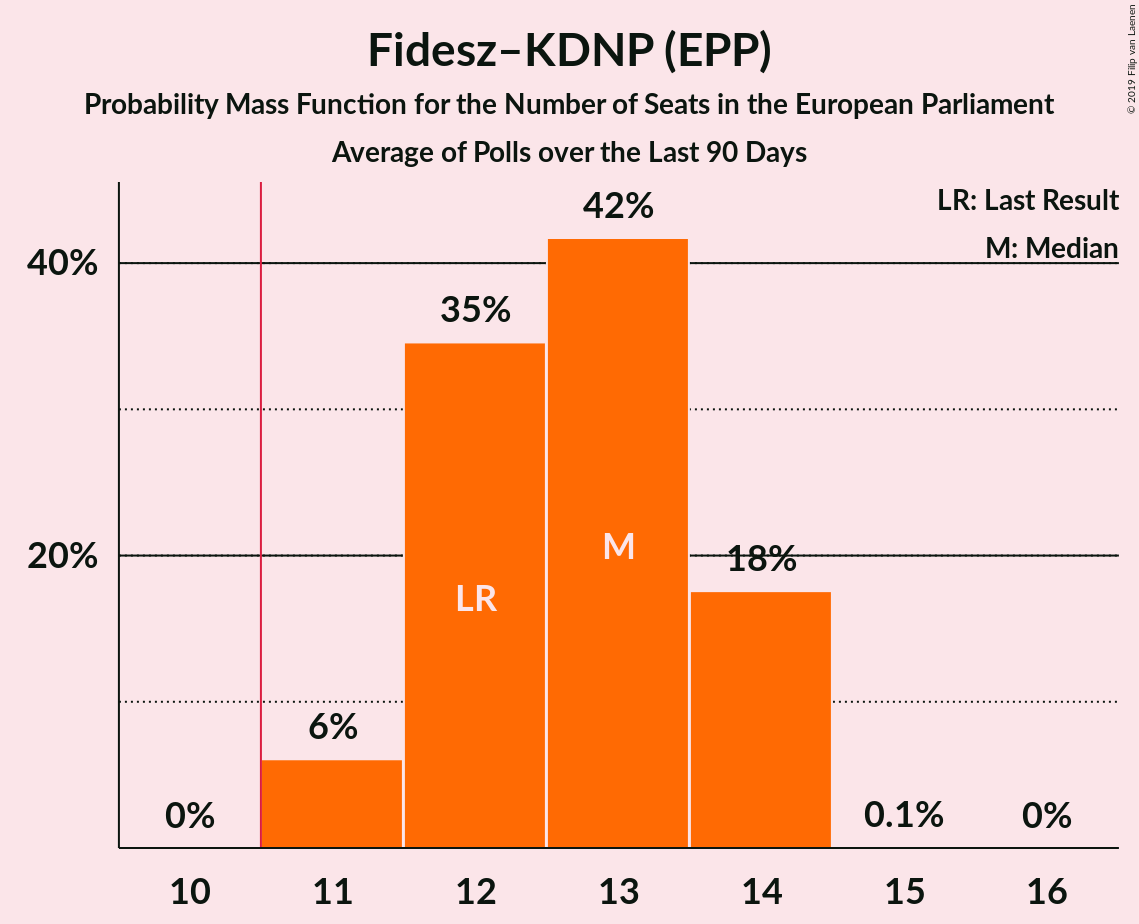 Fidesz–KDNP (EPP)
Probability Mass Function for the Number of Seats in the European Parliament
Average of Polls over the Last 90 Days
© 2019 Filip van Laenen
LR: Last Result
M: Median
42%
40%
35%
20%
18%
M
LR
6%
0%
0.1%
0%
10 11 12 13 14 15 16